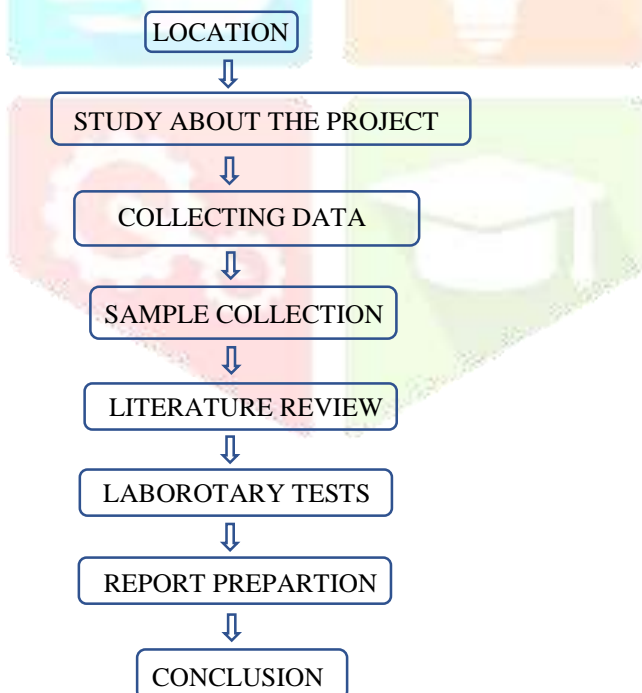 LOCATION
STUDY ABOUT THE PROJECT
COLLECTING DATA
SAMPLE COLLECTION
LITERATURE REVIEW
LABOROTARY TESTS
REPORT PREPARTION
CONCLUSION